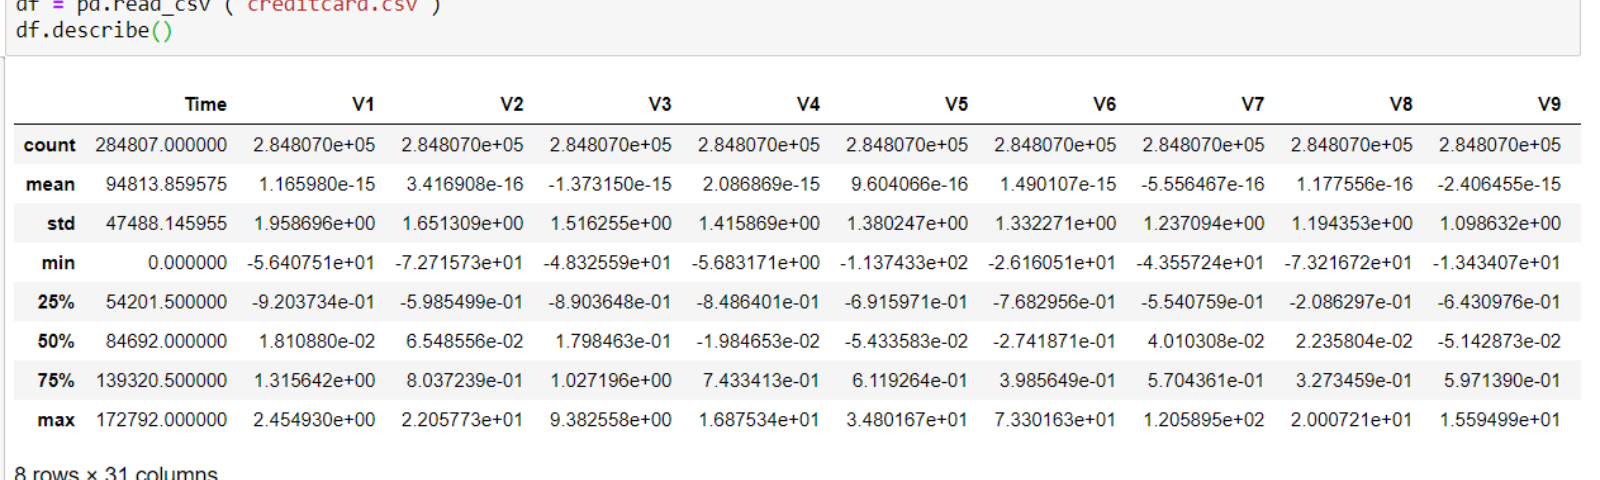 df = pd.read_csv ( 'creditcard.csv')
df.describe()
Time V1 V2 V3 V4 V5 V6 V7 V8 V9
count 284807.000000 2.848070e+05 2.848070e+05 2.848070e+05 2.848070e+05 2.848070e+05 2.848070e+05 2.848070e+05 2.848070e+05 2.848070e+05
mean 94813.859575 1.165980e-15 3.416908e-16 -1.373150e-15 2.086869e-15 9.604066e-16 1.490107e-15 -5.556467e-16 1.177556e-16 -2.406455e-15
std 47488.145955 1.958696e+00 1.651309e+00 1.516255e+00 1.415869e+00 1.380247e+00 1.332271e+00 1.237094e+00 1.194353e+00 1.098632e+00
min 0.000000 -5.640751e+01 -7.271573e+01 -4.832559e+01 -5.683171e+00 -1.137433e+02 -2.616051e+01 -4.355724e+01 -7.321672e+01 -1.343407e+01
25% 54201.500000 -9.203734e-01 -5.985499e-01 -8.903648e-01 -8.486401e-01 -6.915971e-01 -7.682956e-01 -5.540759e-01 -2.086297e-01 -6.430976e-01
50% 84692.000000 1.810880e-02 6.548556e-02 1.798463e-01 -1.984653e-02 -5.433583e-02 -2.741871e-01 4.010308e-02 2.235804e-02 -5.142873e-02
75% 139320.500000 1.315642e+00 8.037239e-01 1.027196e+00 7.433413e-01 6.119264e-01 3.985649e-01 5.704361e-01 3.273459e-01 5.971390e-01
max 172792.000000 2.454930e+00 2.205773e+01 9.382558e+00 1.687534e+01 3.480167e+01 7.330163e+01 1.205895e+02 2.000721e+01 1.559499e+01
8 rows × 31 columns